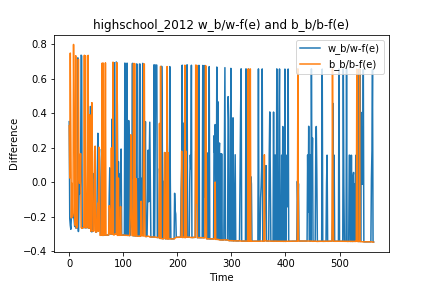 highschool_2012 w_b/w-f(e) and b_b/b-f(e)
w_b/w-f(e)
b_b/b-f(e)
Difference
0.8
0.6
0.4
0.2
0.0
−0.2
−0.4
0 100 200 300 400 500
Time